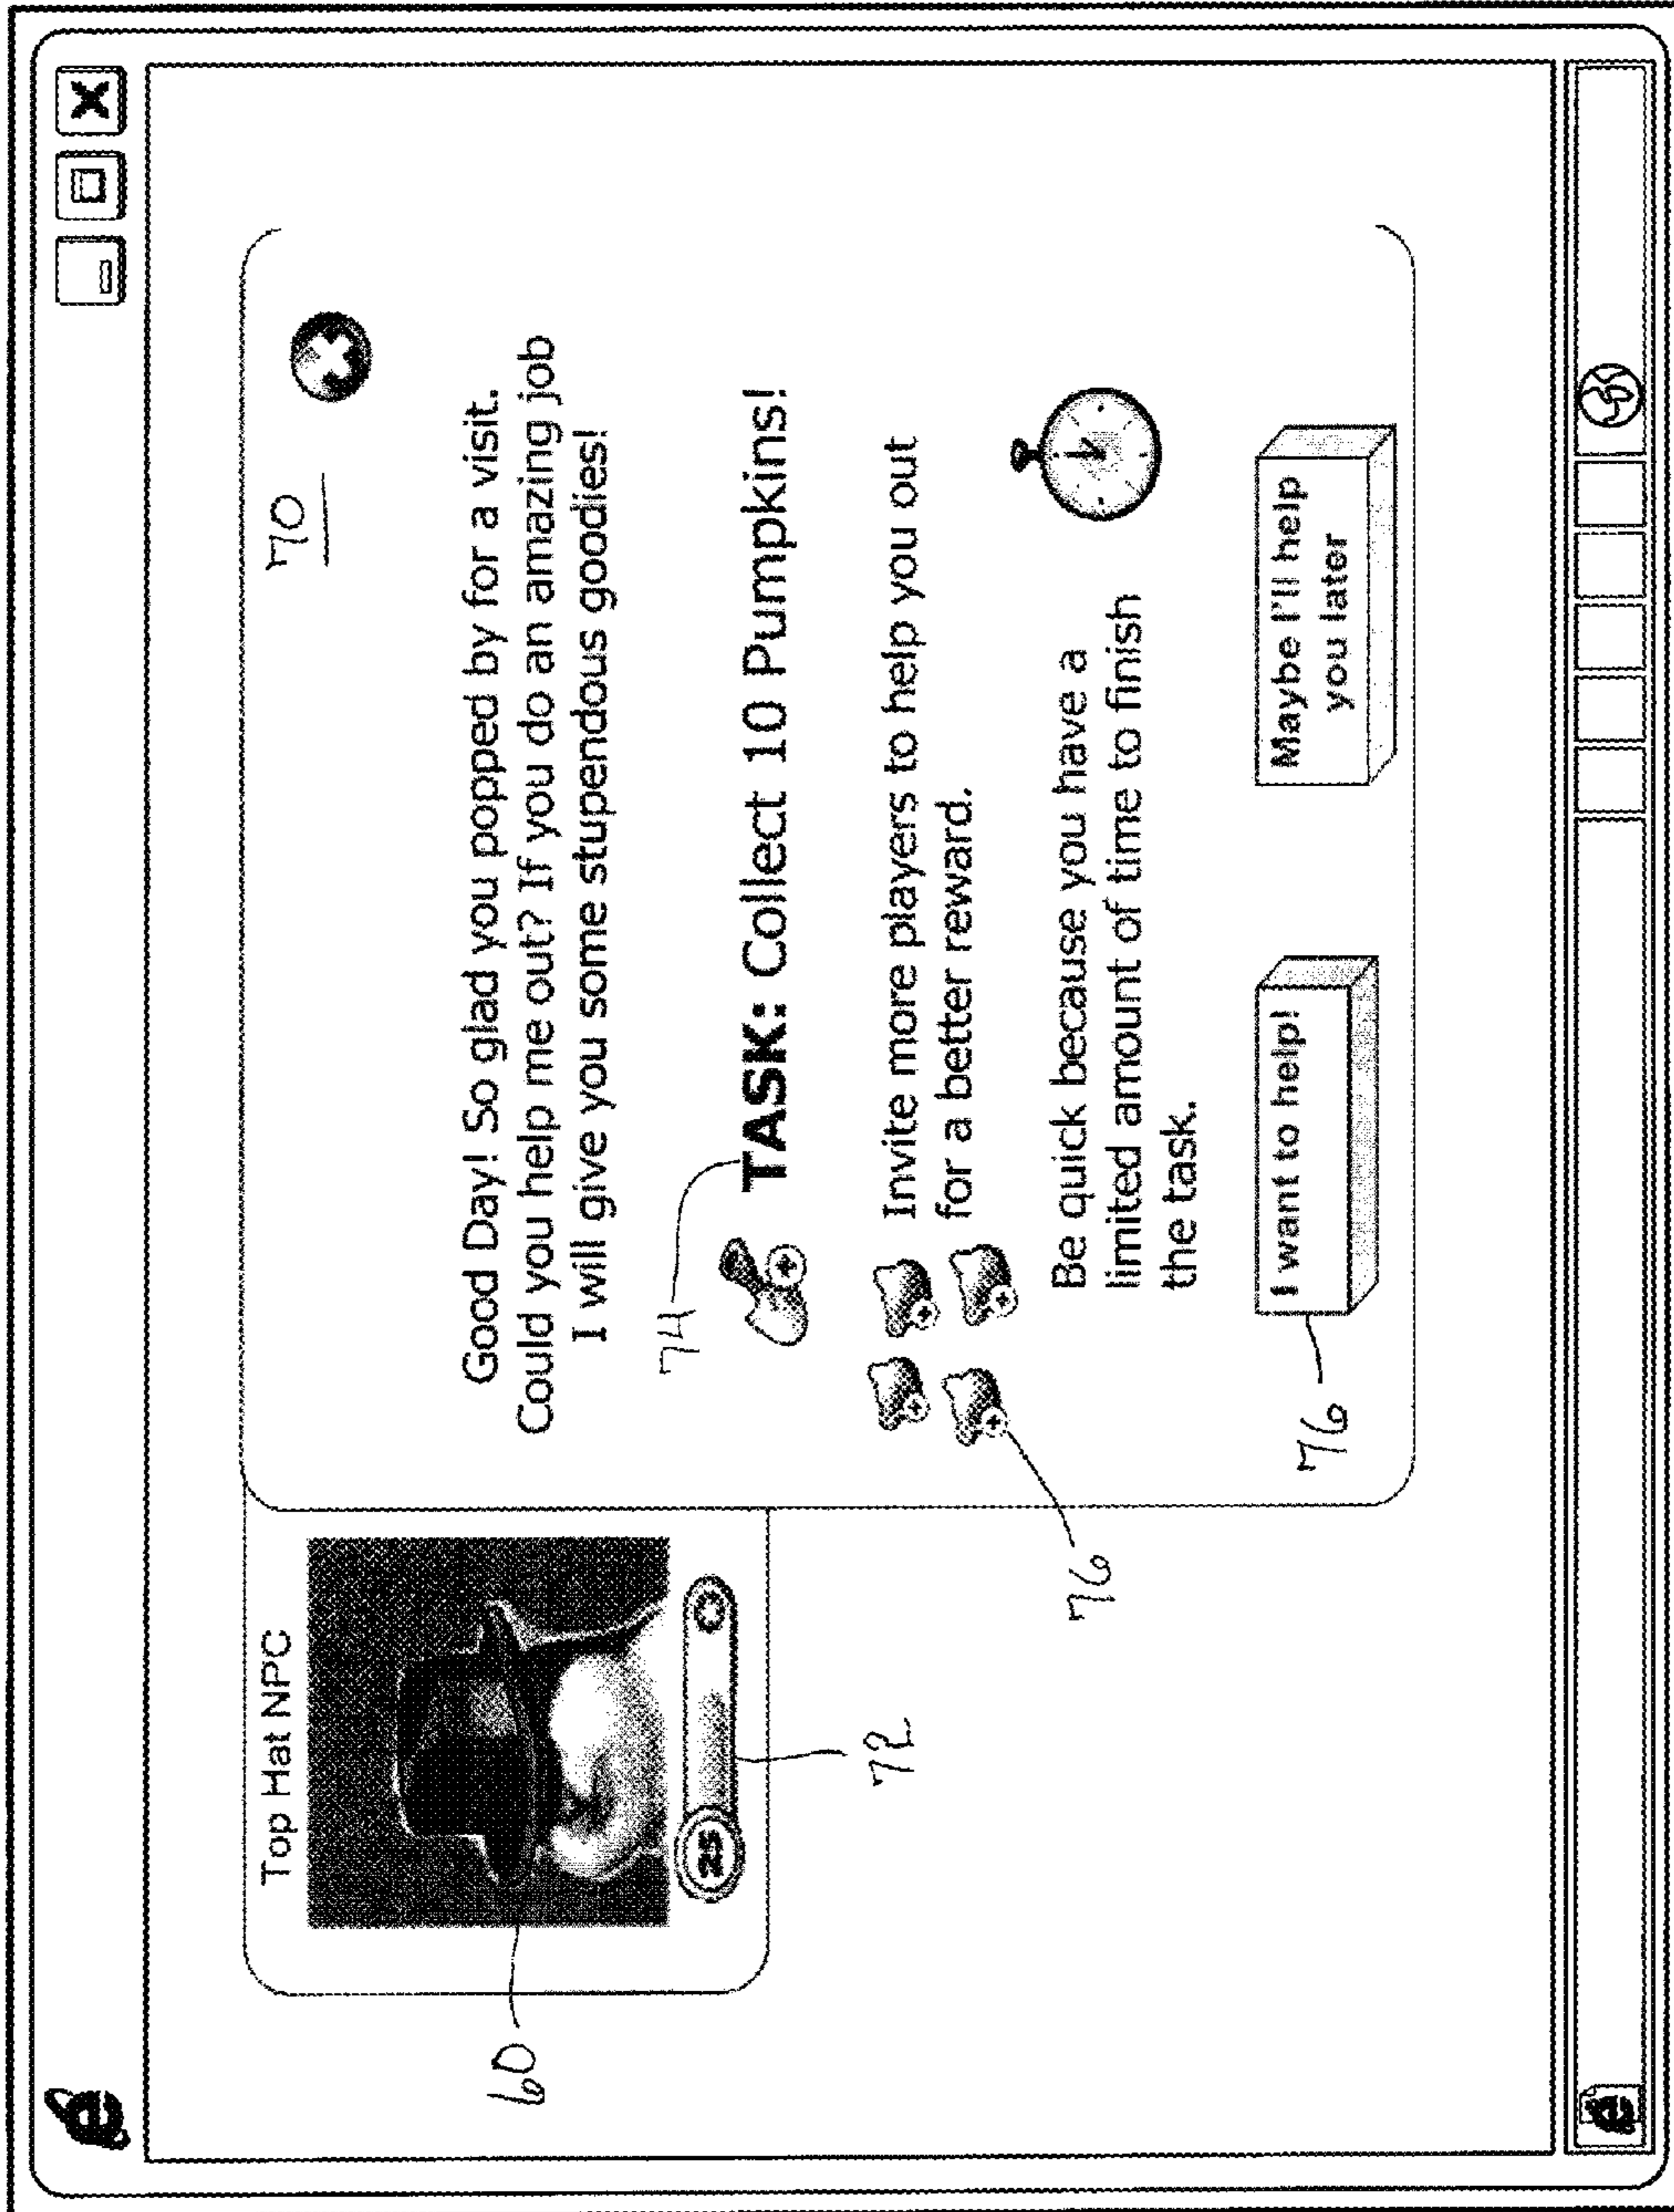 70
Top Hat NPC
60
25
72
Good Day! So glad you popped by for a visit.
Could you help me out? If you do an amazing job
I will give you some stupendous goodies!
74
TASK: Collect 10 Pumpkins!
Invite more players to help you out
for a better reward.
76
Be quick because you have a
limited amount of time to finish
the task.
76
I want to help!
Maybe I'll help
you later